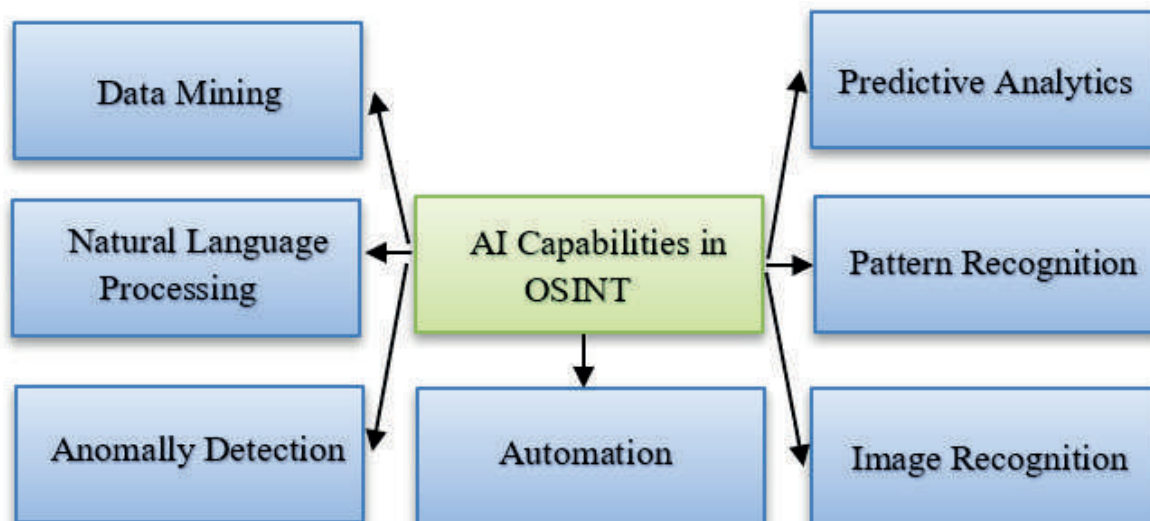 Data Mining
Predictive Analytics
Natural Language
Processing
AI Capabilities in
OSINT
Pattern Recognition
Anomally Detection
Automation
Image Recognition